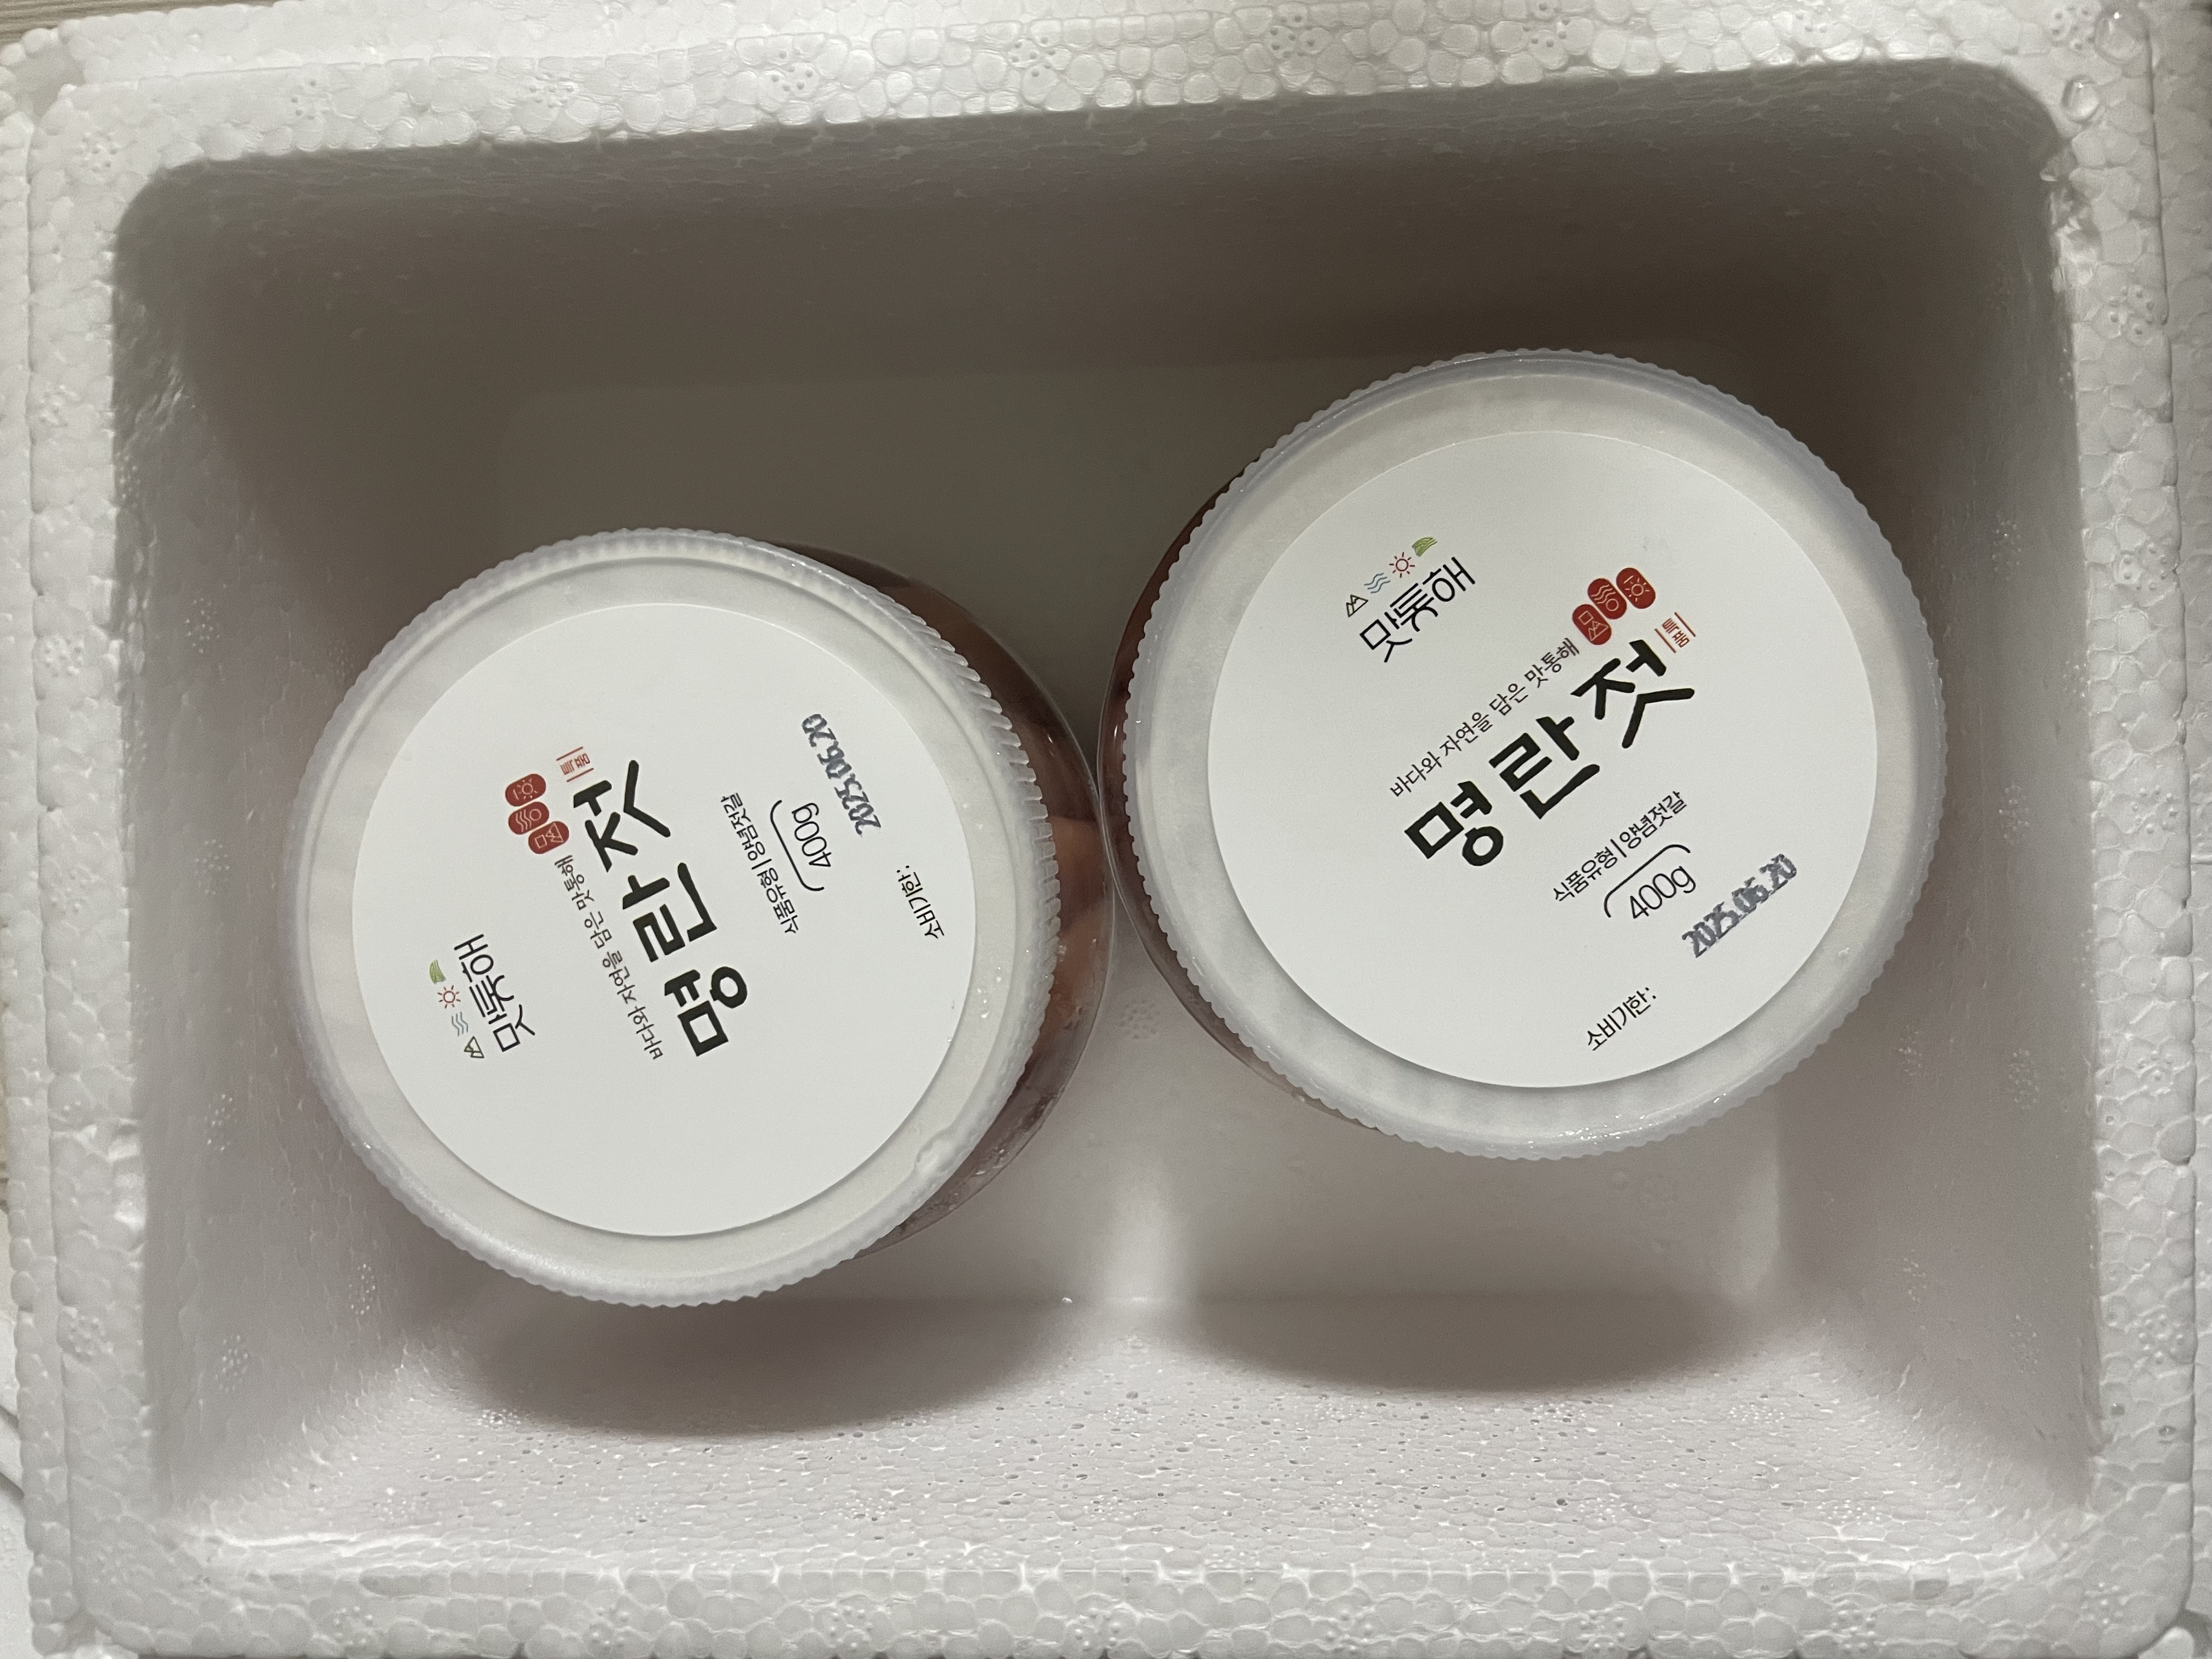 맛통해
바다와 자연을 담은 맛통해
명란젓
특품
식품유형 | 양념젓갈
400g
2025.06.20
소비기한:
맛통해
바다와 자연을 담은 맛통해
명란젓
특품
식품유형 | 양념젓갈
400g
2025.06.20
소비기한: